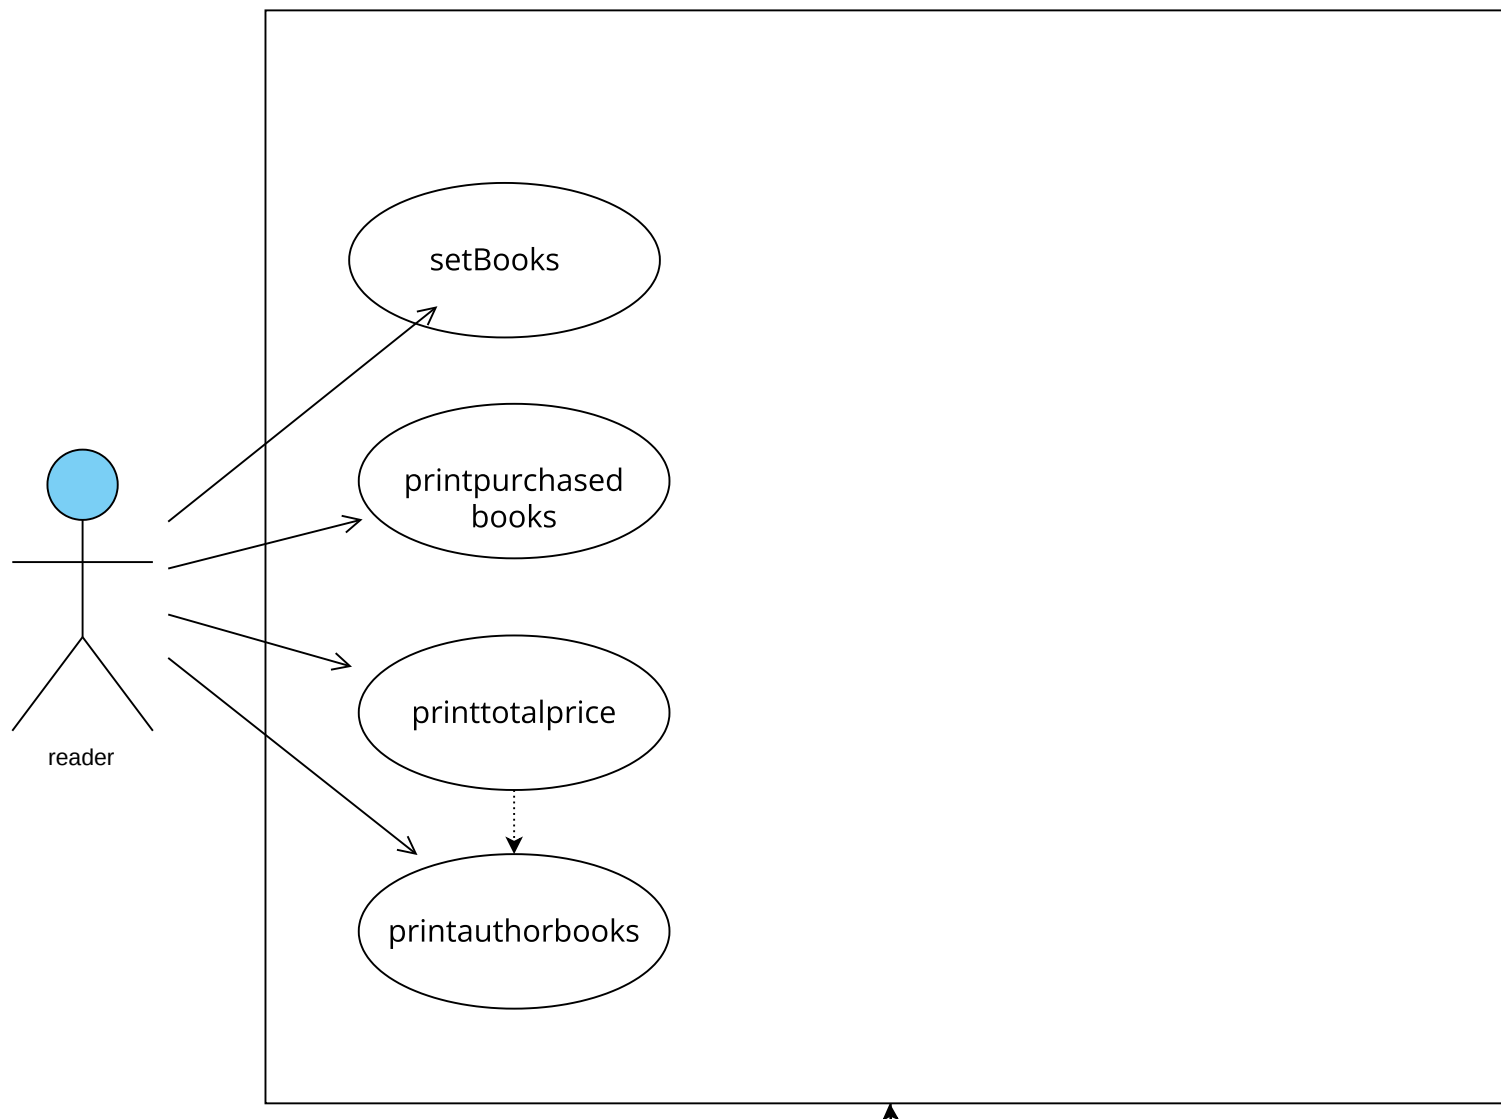 setBooks
printpurchased
books
printtotalprice
reader
printauthorbooks